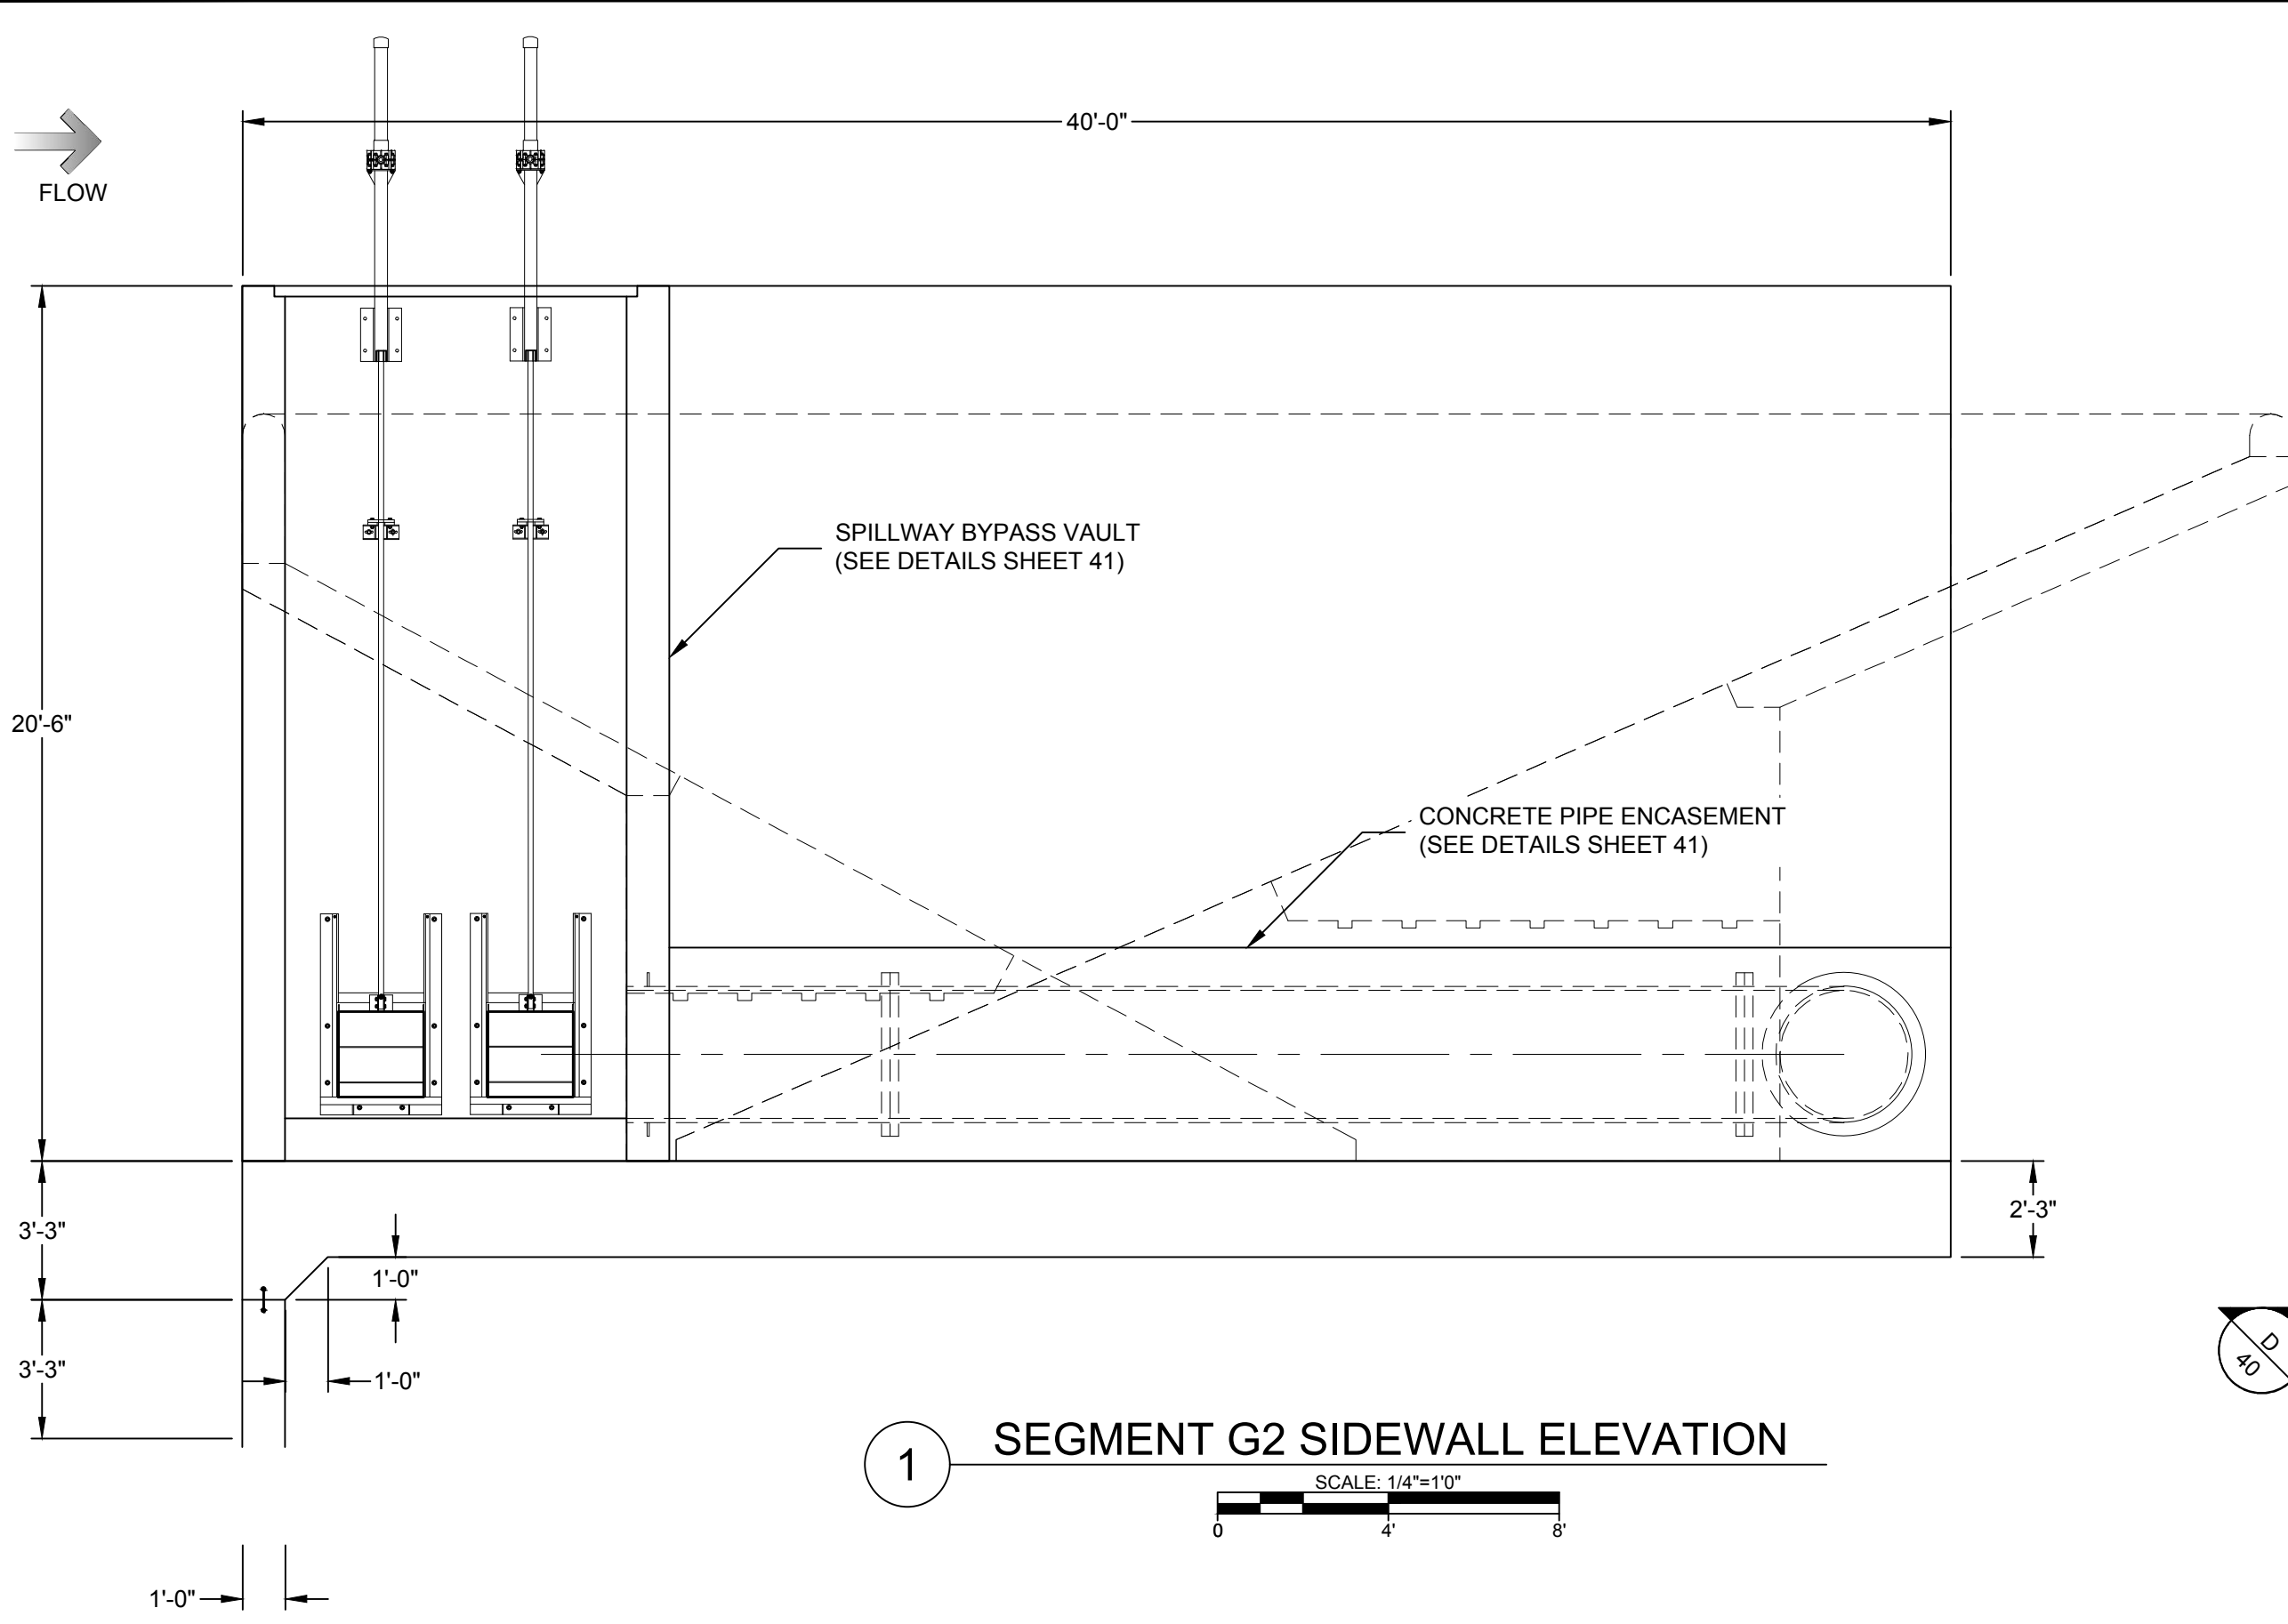 40'-0"
FLOW
SPILLWAY BYPASS VAULT
(SEE DETAILS SHEET 41)
20'-6"
CONCRETE PIPE ENCASEMENT
(SEE DETAILS SHEET 41)
3'-3"
2'-3"
1'-0"
3'-3"
1'-0"
D
40
1
SEGMENT G2 SIDEWALL ELEVATION
SCALE: 1/4"=1'0"
0 4' 8'
1'-0"